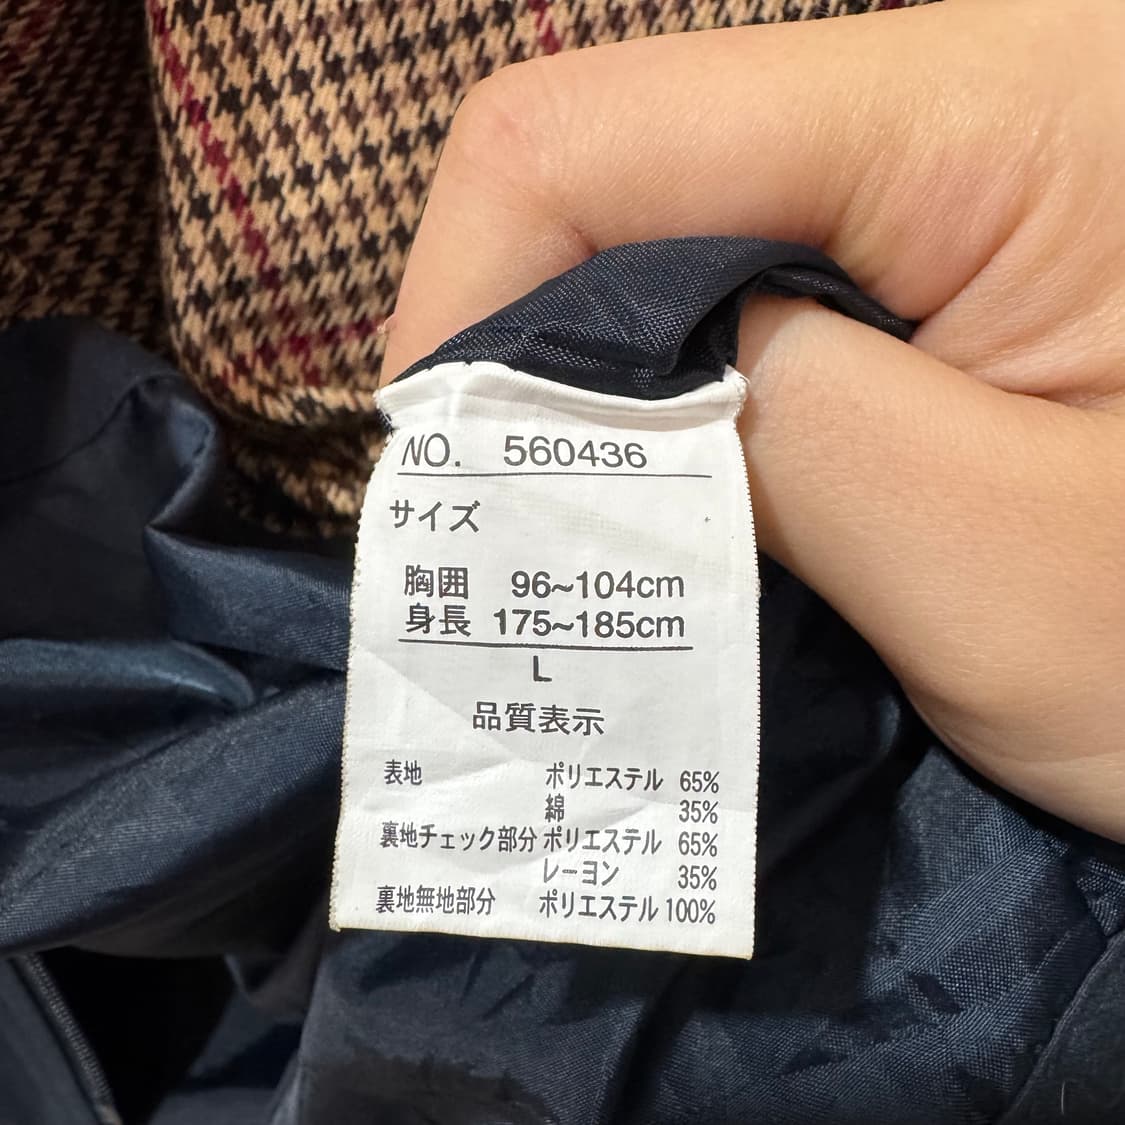 NO. 560436
サイズ
胸囲 96~104cm
身長 175~185cm
L
品質表示
表地 ポリエステル 65%
綿 35%
裏地チェック部分 ポリエステル 65%
レーヨン 35%
裏地無地部分 ポリエステル 100%